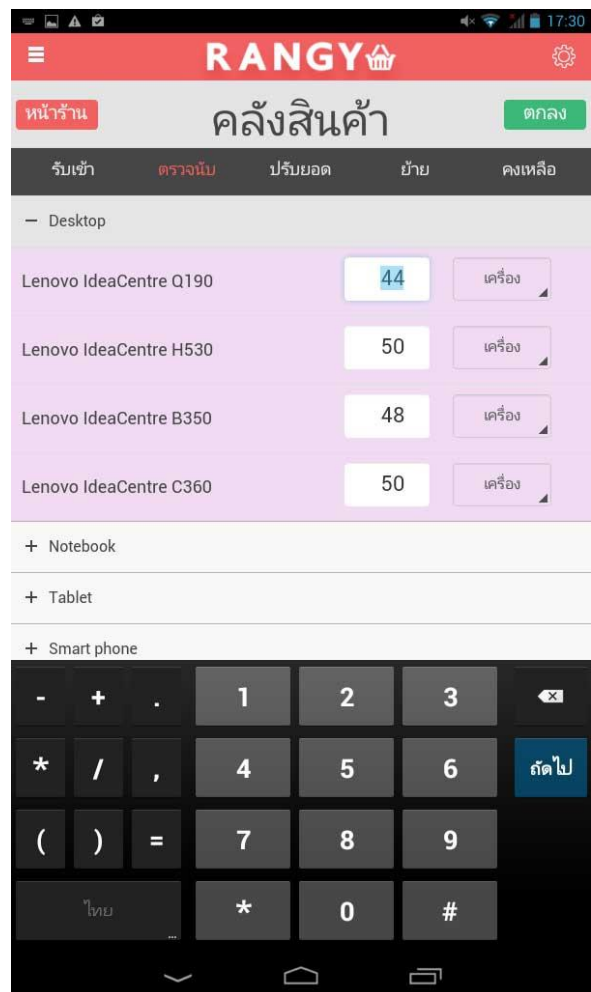 17:30
RANGY
หน้าร้าน คลังสินค้า ตกลง
รับเข้า ตรวจนับ ปรับยอด ย้าย คงเหลือ
− Desktop
Lenovo IdeaCentre Q190 44 เครื่อง
Lenovo IdeaCentre H530 50 เครื่อง
Lenovo IdeaCentre B350 48 เครื่อง
Lenovo IdeaCentre C360 50 เครื่อง
+ Notebook
+ Tablet
+ Smart phone
- + . 1 2 3
* / , 4 5 6 ถัดไป
( ) = 7 8 9
ไทย ... * 0 #